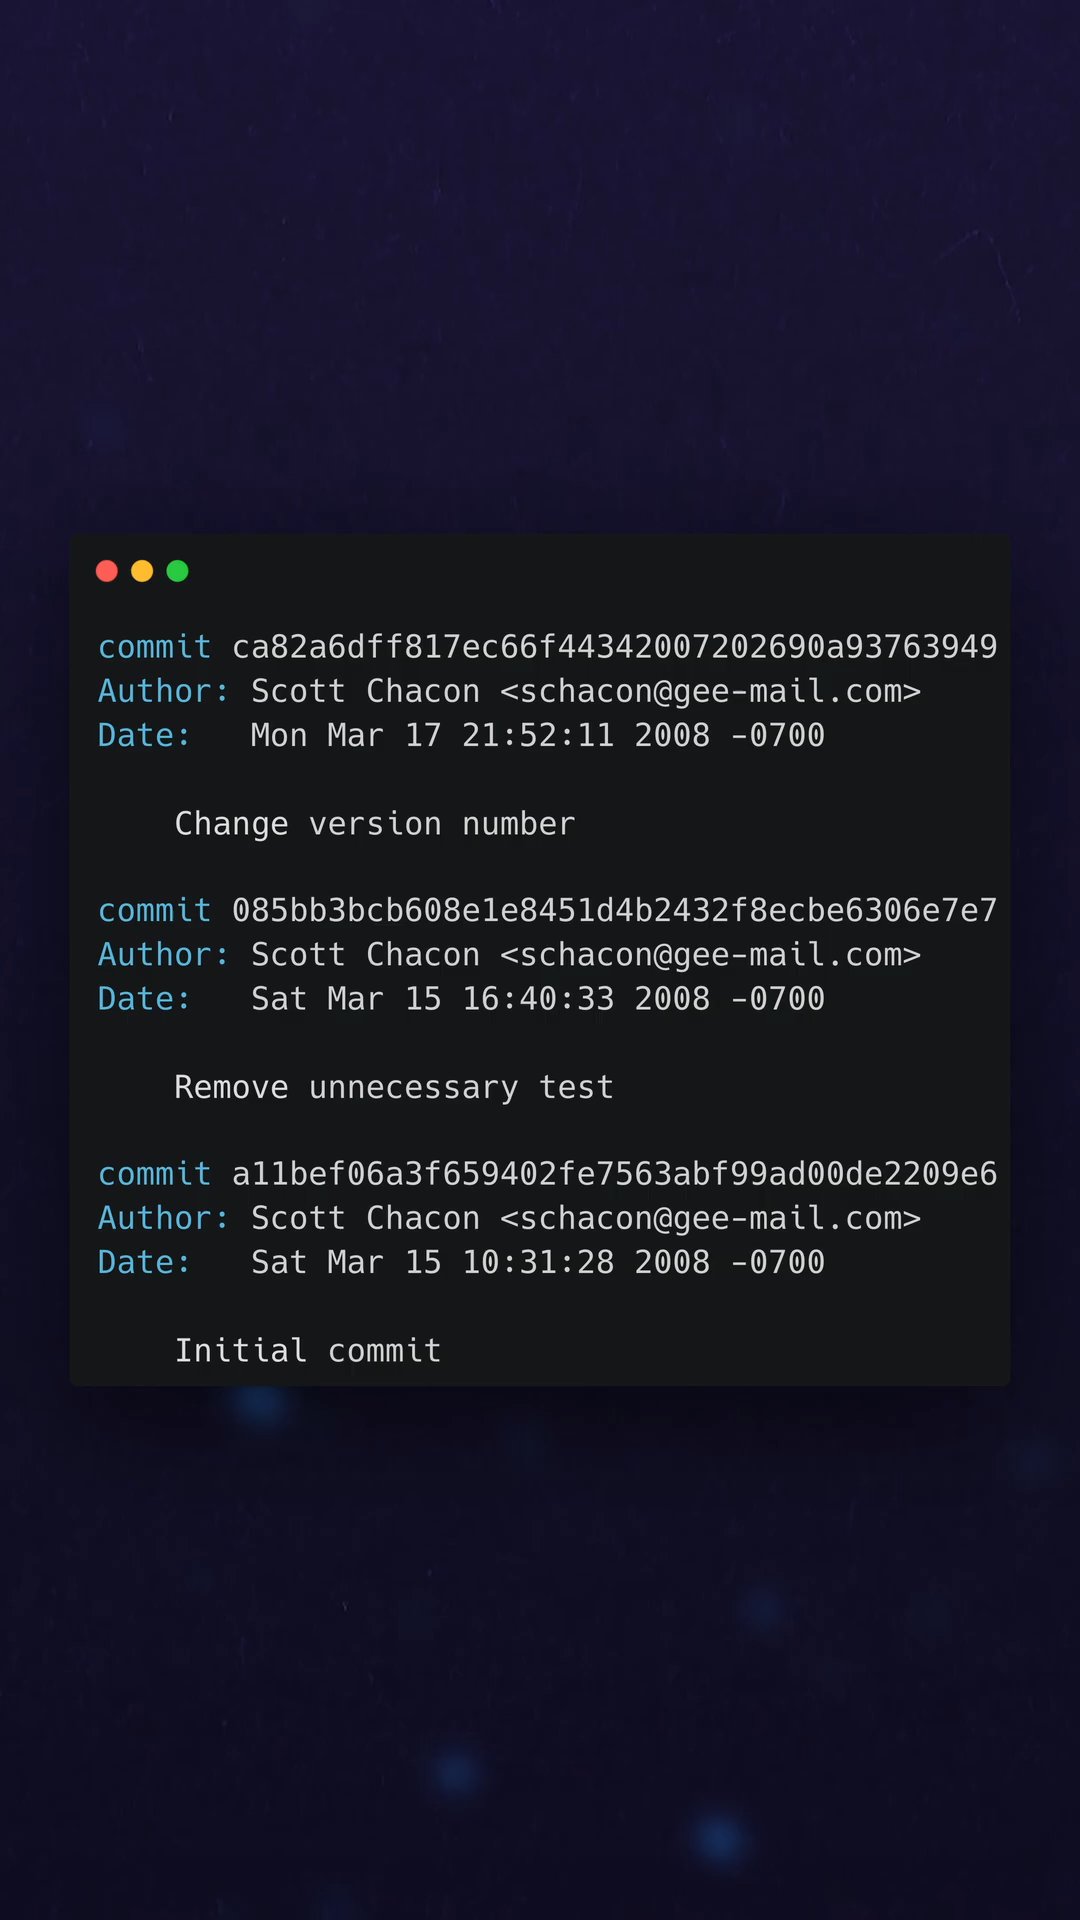 commit ca82a6dff817ec66f44342007202690a93763949
Author: Scott Chacon <schacon@gee-mail.com>
Date:   Mon Mar 17 21:52:11 2008 -0700
    Change version number
commit 085bb3bcb608e1e8451d4b2432f8ecbe6306e7e7
Author: Scott Chacon <schacon@gee-mail.com>
Date:   Sat Mar 15 16:40:33 2008 -0700
    Remove unnecessary test
commit a11bef06a3f659402fe7563abf99ad00de2209e6
Author: Scott Chacon <schacon@gee-mail.com>
Date:   Sat Mar 15 10:31:28 2008 -0700
    Initial commit